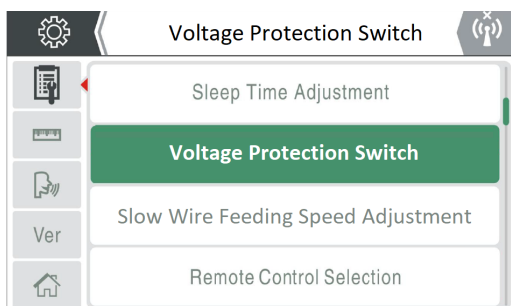 Voltage Protection Switch
Sleep Time Adjustment
Voltage Protection Switch
Slow Wire Feeding Speed Adjustment
Ver
Remote Control Selection